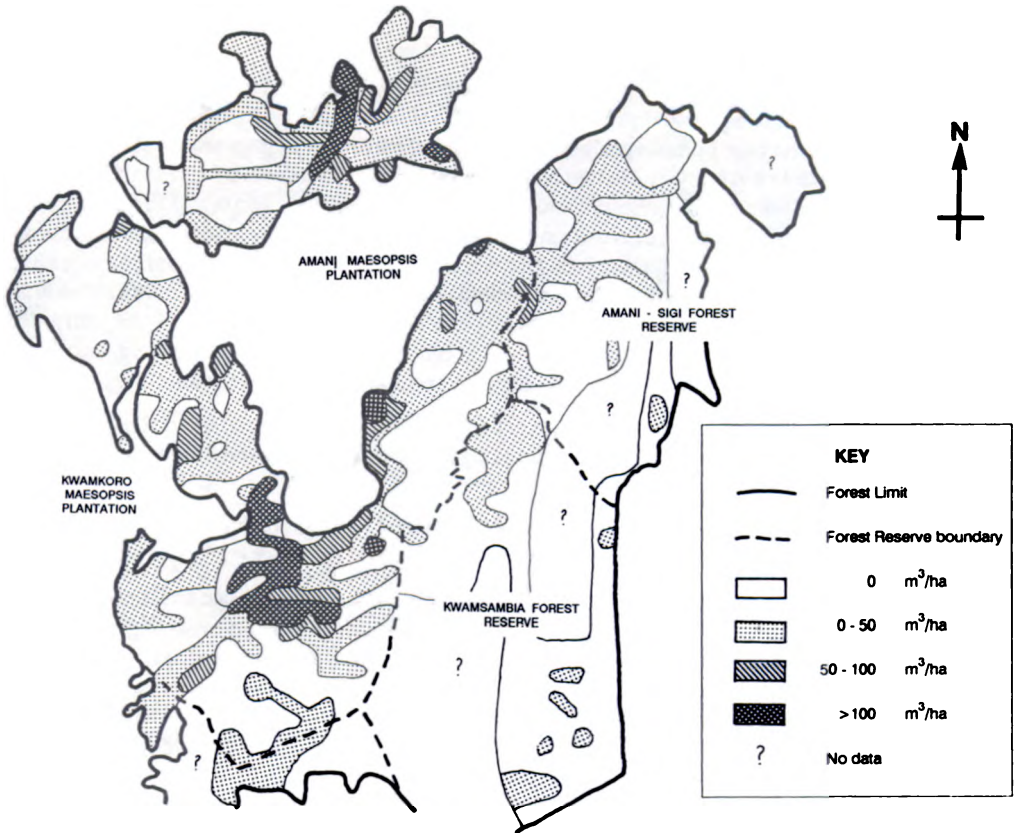 N
?
?
AMANI MAESOPSIS
PLANTATION
?
AMANI - SIGI FOREST
RESERVE
?
?
KWAMKORO
MAESOPSIS
PLANTATION
?
KWAMSAMBIA FOREST
RESERVE
?
?
KEY
Forest Limit
Forest Reserve boundary
0 m³/ha
0 - 50 m³/ha
50 - 100 m³/ha
>100 m³/ha
? No data